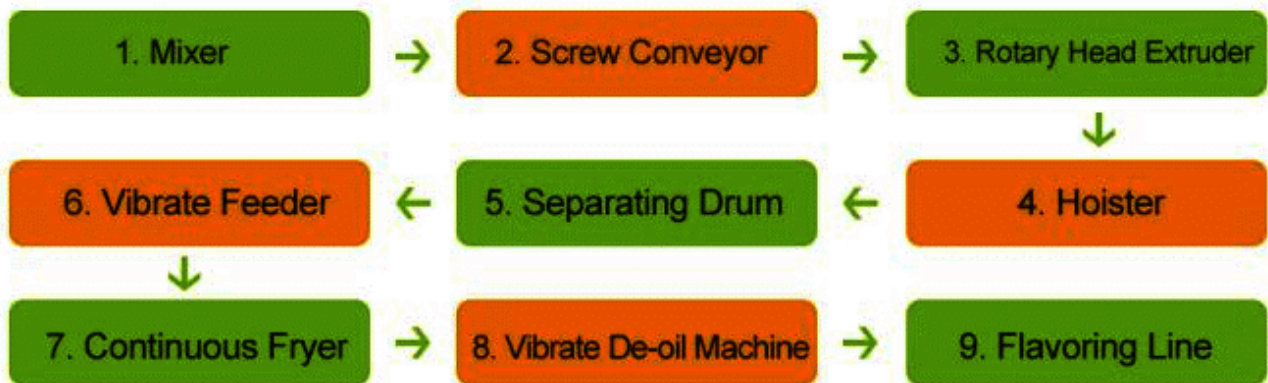 1. Mixer
2. Screw Conveyor
3. Rotary Head Extruder
4. Hoister
5. Separating Drum
6. Vibrate Feeder
7. Continuous Fryer
8. Vibrate De-oil Machine
9. Flavoring Line